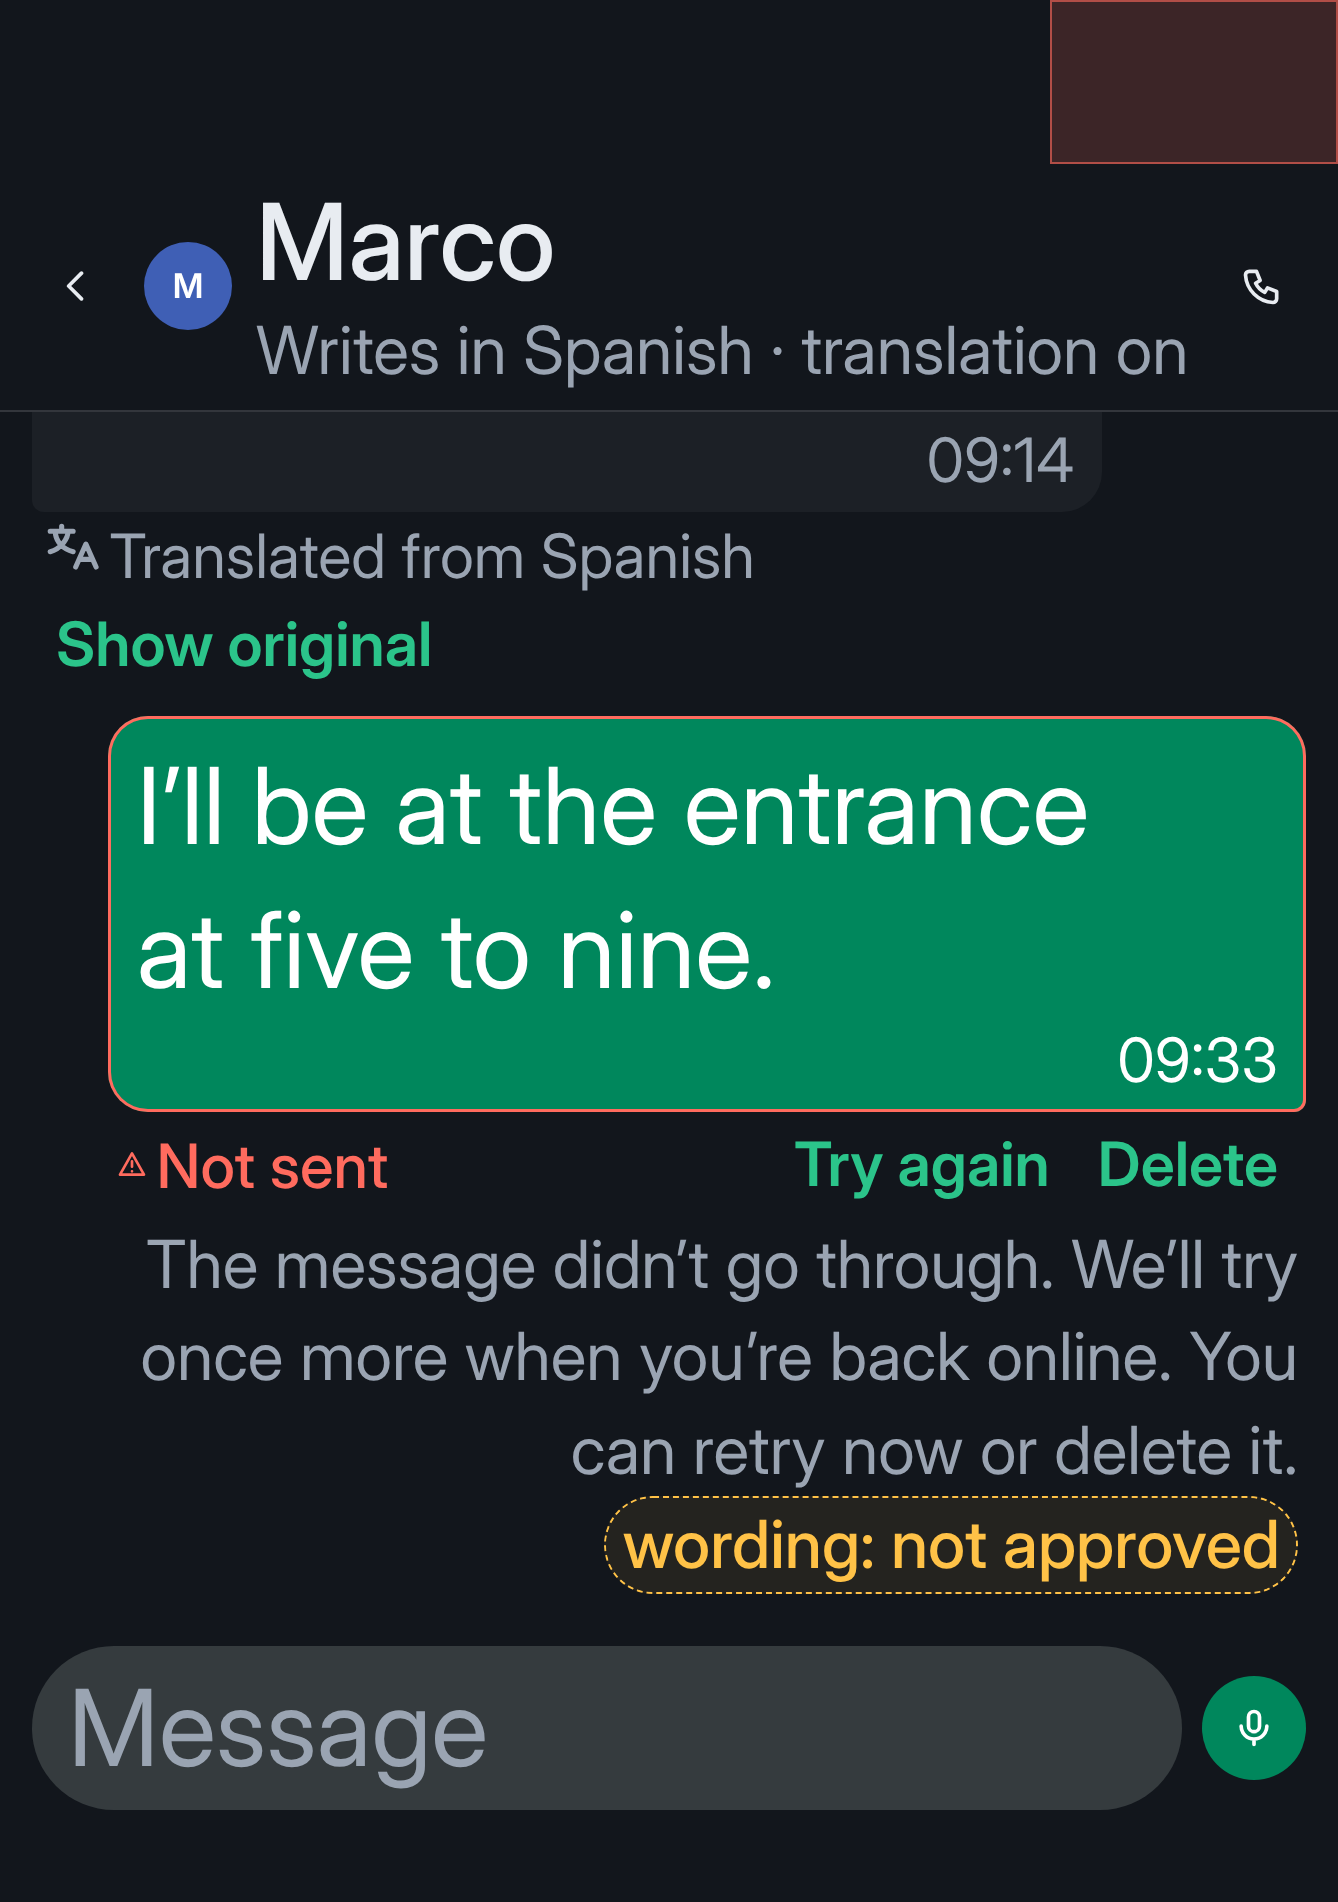 Marco
M
Writes in Spanish · translation on
09:14
Translated from Spanish
Show original
I’ll be at the entrance
at five to nine.
09:33
Not sent
Try again
Delete
The message didn’t go through. We’ll try
once more when you’re back online. You
can retry now or delete it.
wording: not approved
Message